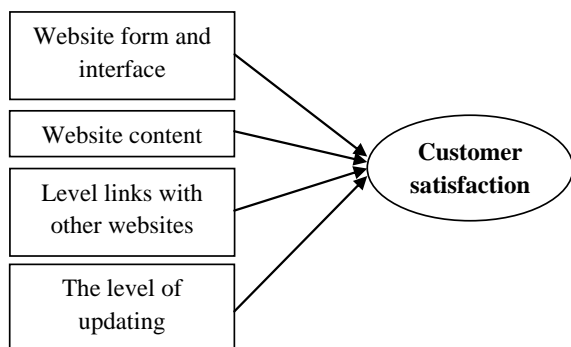 Website form and
interface
Website content
Level links with
other websites
The level of
updating
Customer
satisfaction